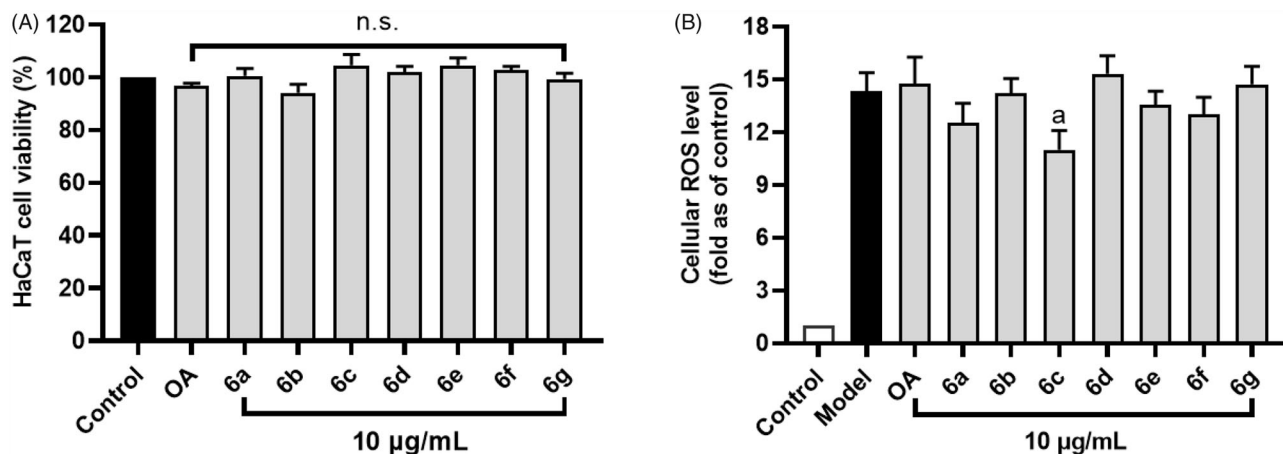 (A)
n.s.
HaCaT cell viability (%)
120
100
80
60
40
20
0
Control
OA
6a
6b
6c
6d
6e
6f
6g
10 μg/mL
(B)
Cellular ROS level
(fold as of control)
18
15
12
9
6
3
0
a
Control
Model
OA
6a
6b
6c
6d
6e
6f
6g
10 μg/mL